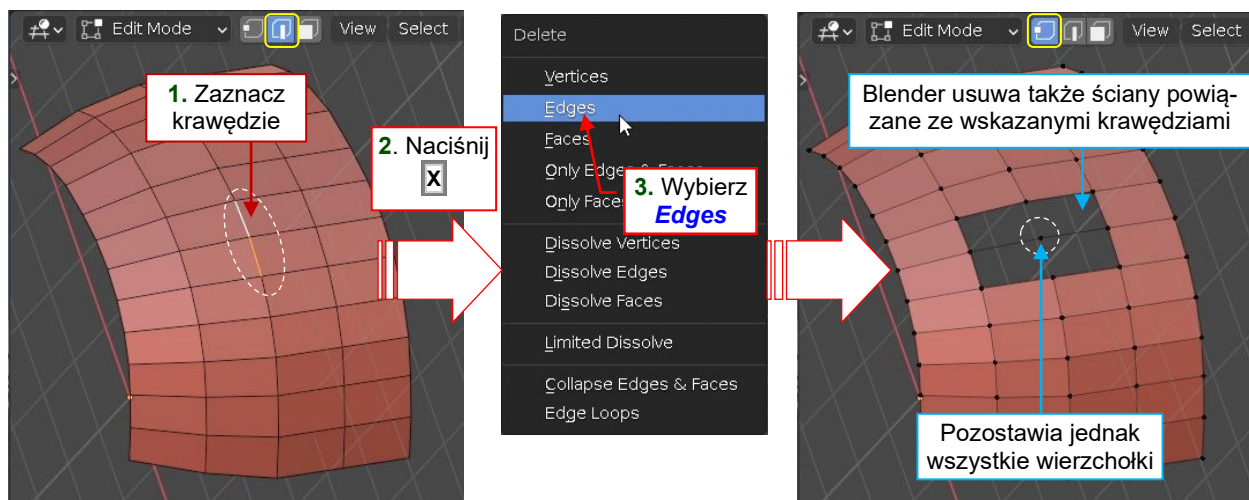 Edit Mode View Select
1. Zaznacz
krawędzie
2. Naciśnij
X
Delete
Vertices
Edges
Faces
Only Edges & Faces
Only Faces
3. Wybierz
Edges
Dissolve Vertices
Dissolve Edges
Dissolve Faces
Limited Dissolve
Collapse Edges & Faces
Edge Loops
Edit Mode View Select
Blender usuwa także ściany powią-
zane ze wskazanymi krawędziami
Pozostawia jednak
wszystkie wierzchołki